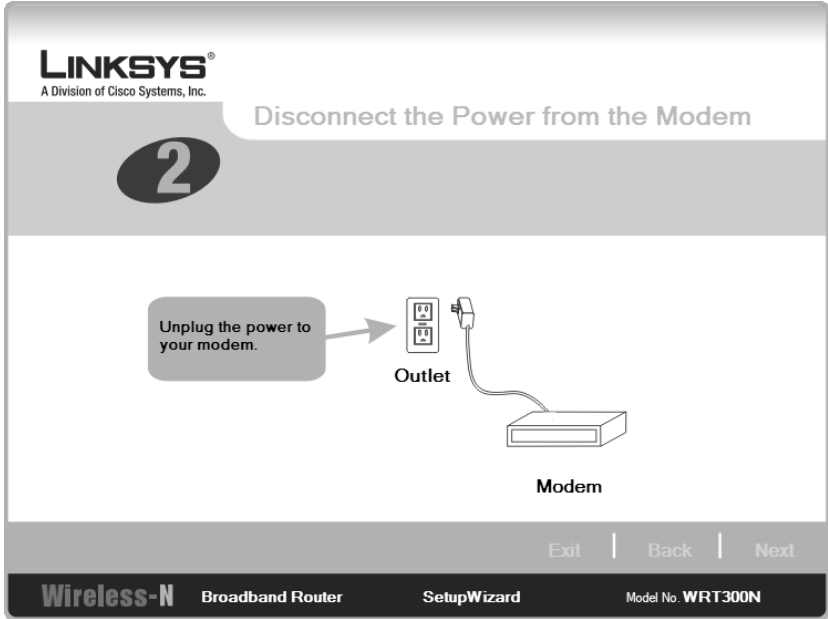 LINKSYS®
A Division of Cisco Systems, Inc.
Disconnect the Power from the Modem
2
Unplug the power to
your modem.
Outlet
Modem
Exit
Back
Next
Wireless-N
Broadband Router
SetupWizard
Model No. WRT300N